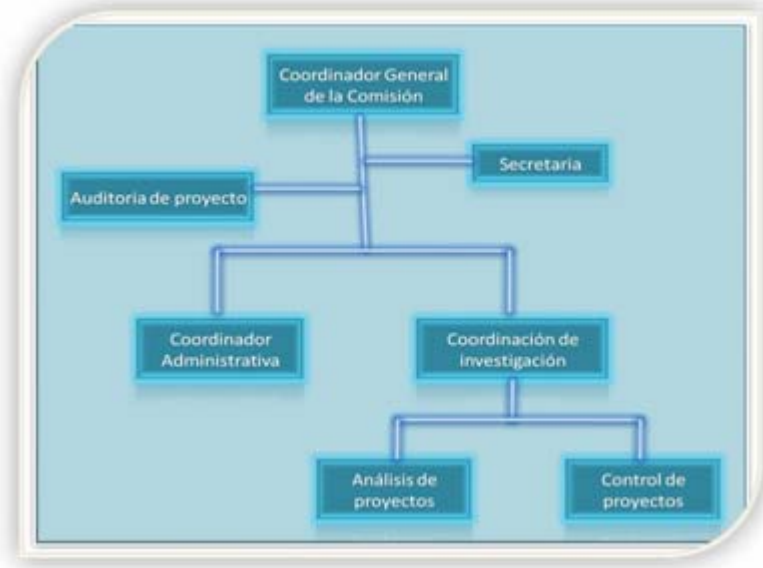 Coordinador General
de la Comisión
Secretaria
Auditoria de proyecto
Coordinador
Administrativa
Coordinación de
investigación
Análisis de
proyectos
Control de
proyectos